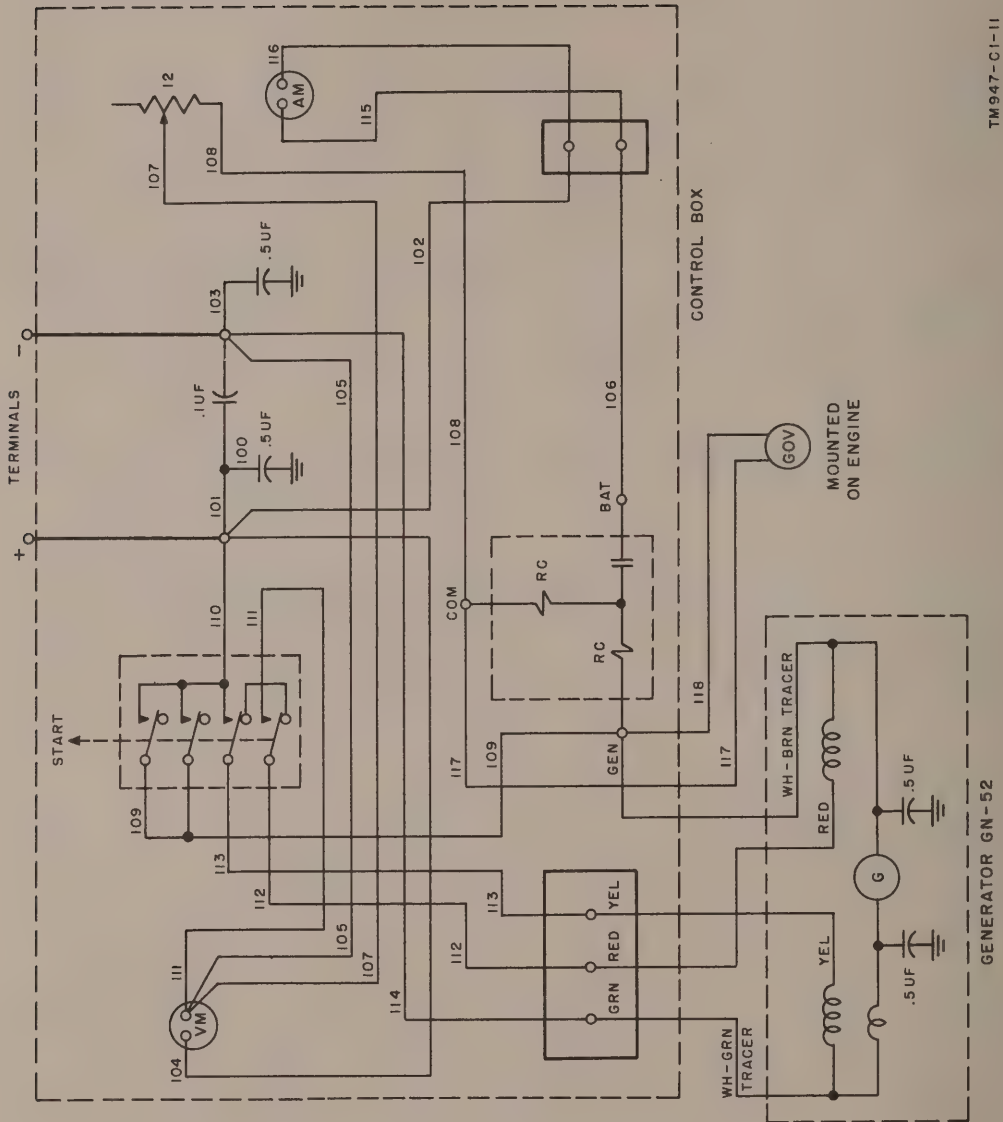 TERMINALS
+
-
START
110
101
100
.5UF
.1UF
103
.5UF
107
12
108
116
AM
115
109
113
112
111
111
105
107
VM
104
105
102
108
114
112
113
GRN
RED
YEL
117
109
COM
RC
RC
GEN
BAT
106
CONTROL BOX
118
117
GOV
MOUNTED
ON ENGINE
WH-GRN
TRACER
WH-BRN TRACER
YEL
RED
G
.5UF
.5UF
GENERATOR GN-52
TM947-C1-11